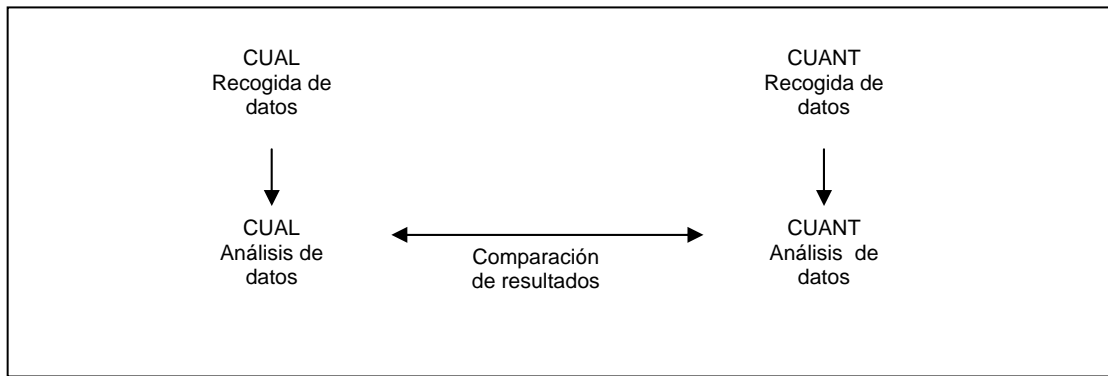 CUAL
Recogida de
datos
CUANT
Recogida de
datos
CUAL
Análisis de
datos
Comparación
de resultados
CUANT
Análisis de
datos